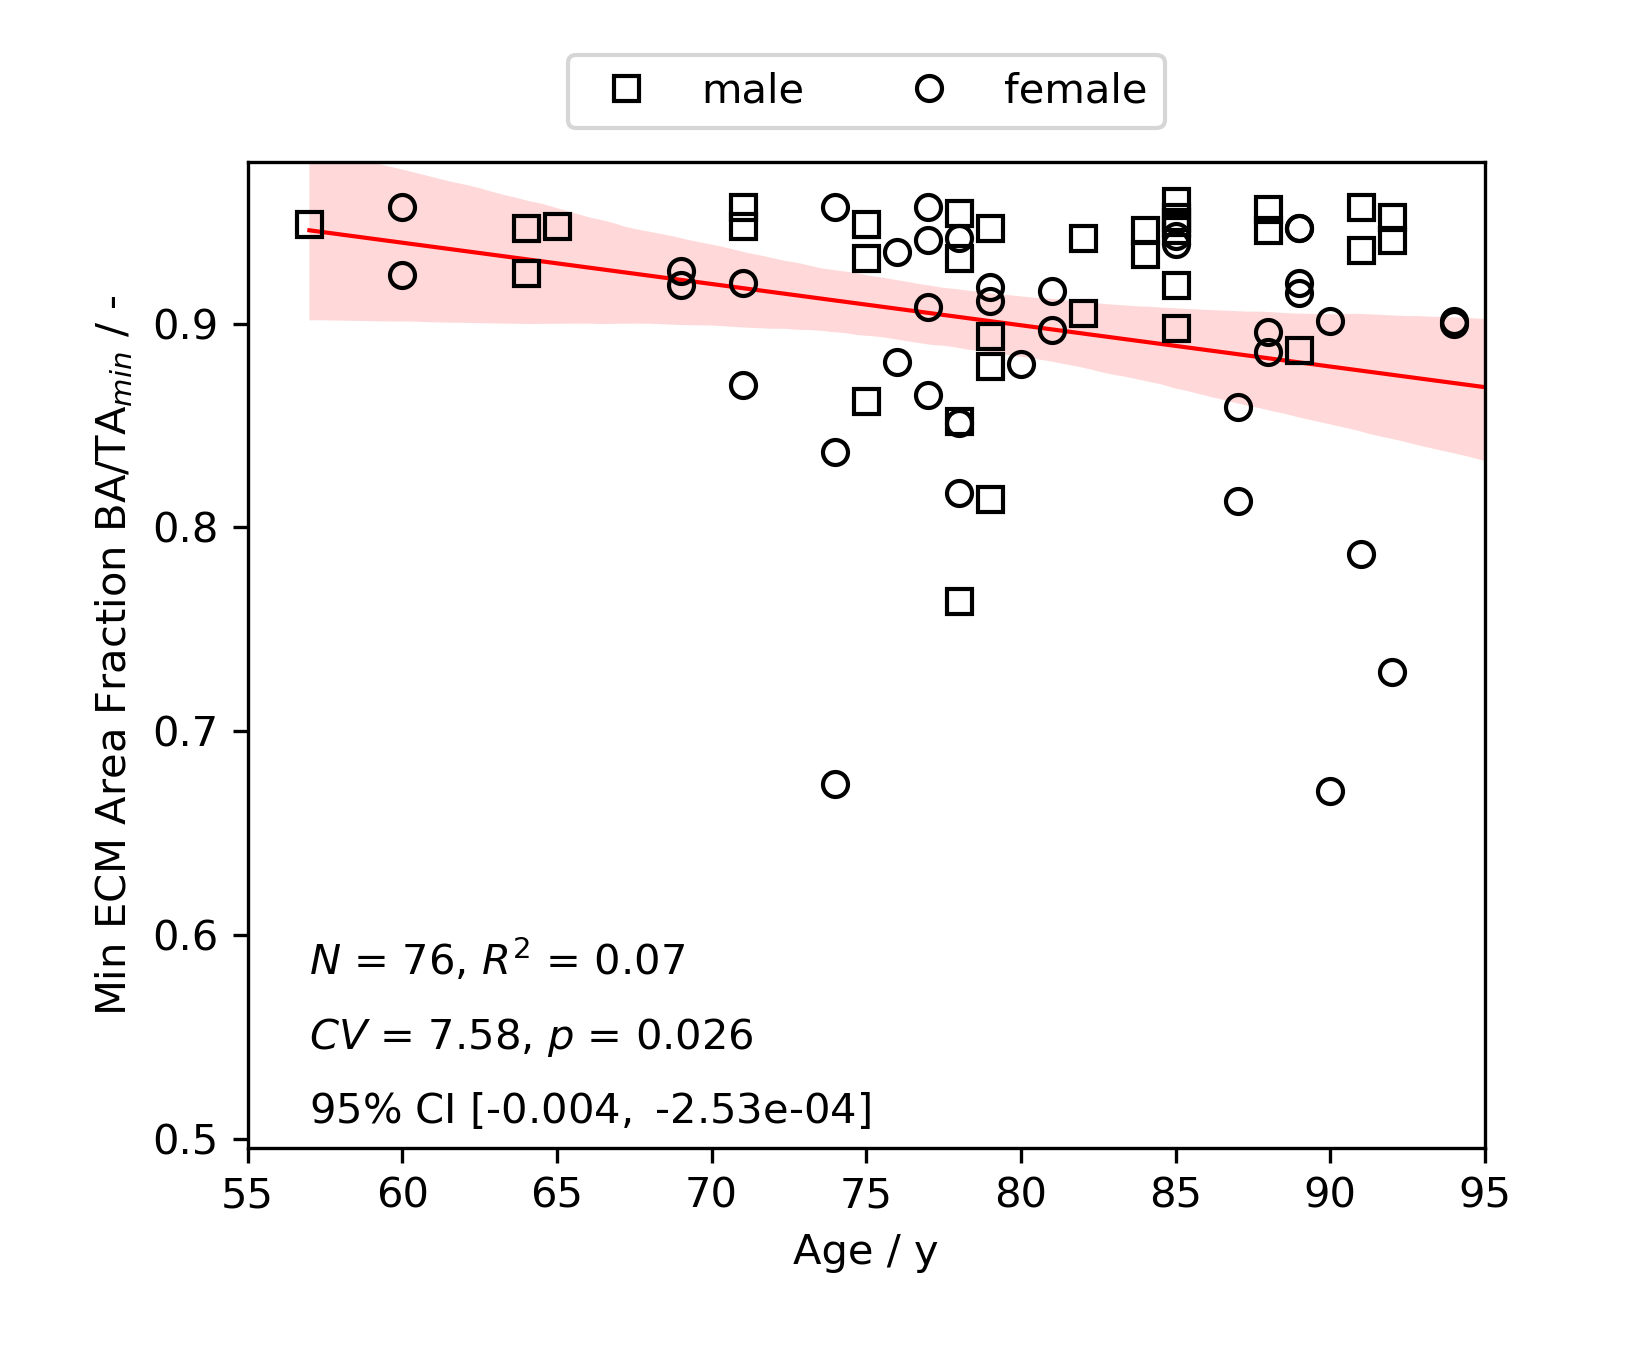 male female
Min ECM Area Fraction BA/TA_min / -
0.9
0.8
0.7
0.6
0.5
N = 76, R² = 0.07
CV = 7.58, p = 0.026
95% CI [-0.004, -2.53e-04]
55 60 65 70 75 80 85 90 95
Age / y